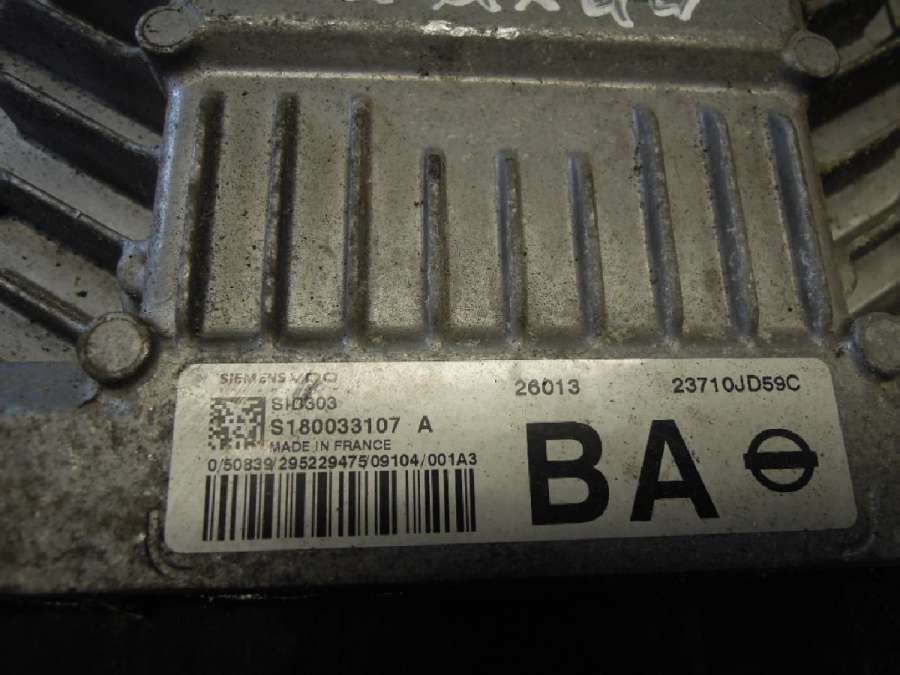 SIEMENS VDO
26013
23710JD59C
SID303
S180033107 A
MADE IN FRANCE
0/50839/295229475/09104/001A3
BA